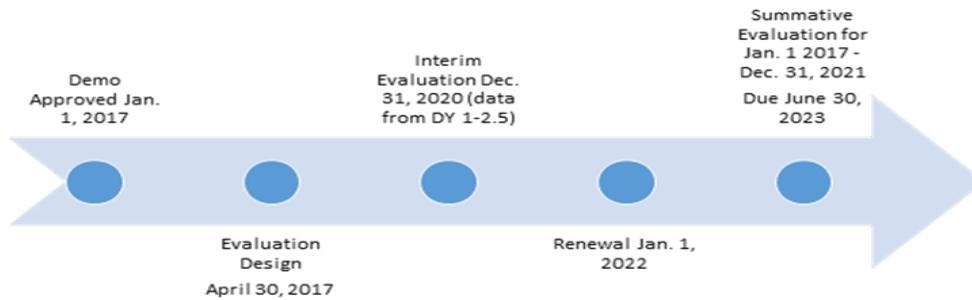 Demo
Approved Jan.
1, 2017
Evaluation
Design
April 30, 2017
Interim
Evaluation Dec.
31, 2020 (data
from DY 1-2.5)
Renewal Jan. 1,
2022
Summative
Evaluation for
Jan. 1 2017 -
Dec. 31, 2021
Due June 30,
2023